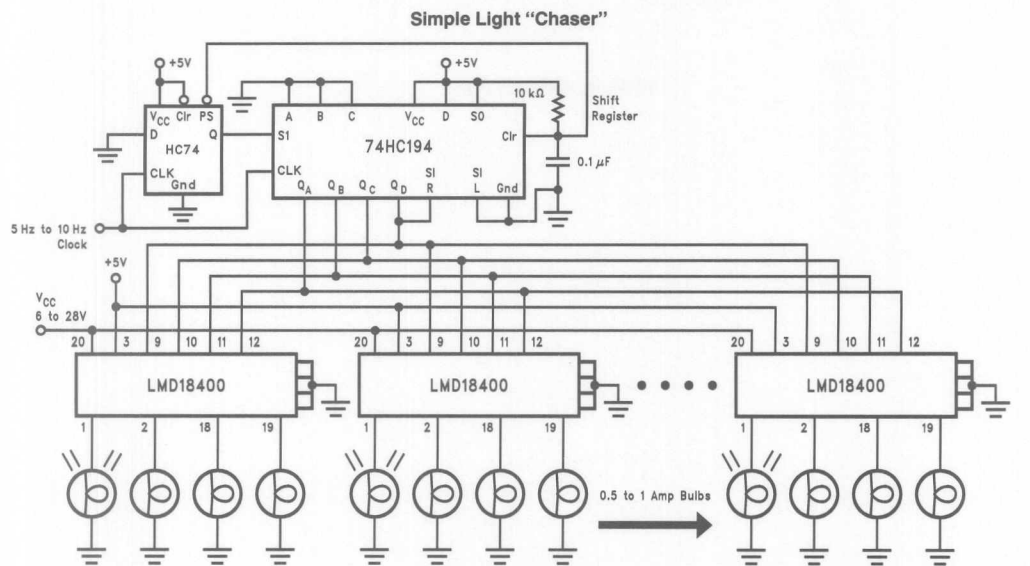 Simple Light “Chaser”
+5V
+5V
10 kΩ
Shift
Register
VCC Clr PS
D
Q
HC74
CLK
Gnd
A B C
VCC D S0
S1
Clr
74HC194
CLK
QA QB QC QD SI R SI L Gnd
0.1 μF
5 Hz to 10 Hz
Clock
+5V
VCC
6 to 28V
20 3 9 10 11 12
20 3 9 10 11 12
20 3 9 10 11 12
LMD18400
LMD18400
LMD18400
1 2 18 19
1 2 18 19
1 2 18 19
0.5 to 1 Amp Bulbs